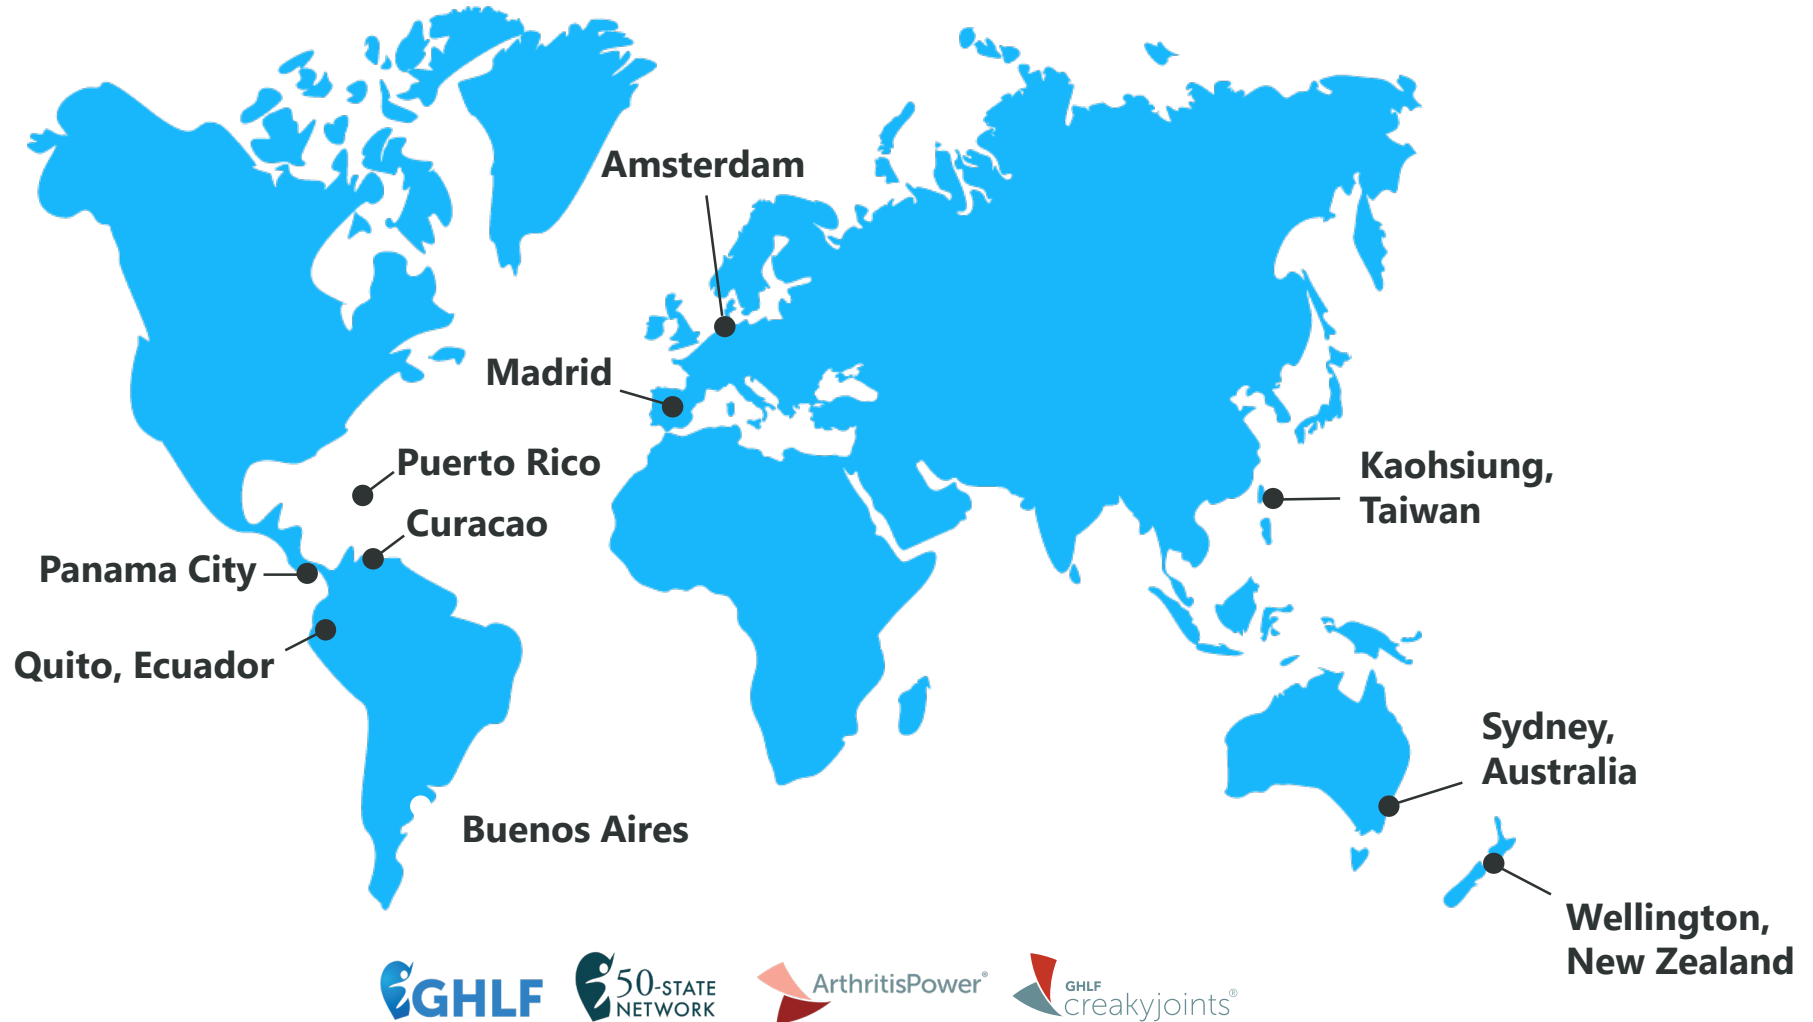 Amsterdam
Madrid
Puerto Rico
Curacao
Panama City
Quito, Ecuador
Kaohsiung,
Taiwan
Sydney,
Australia
Buenos Aires
Wellington,
New Zealand
GHLF
50-STATE
NETWORK
ArthritisPower®
GHLF
creakyjoints®